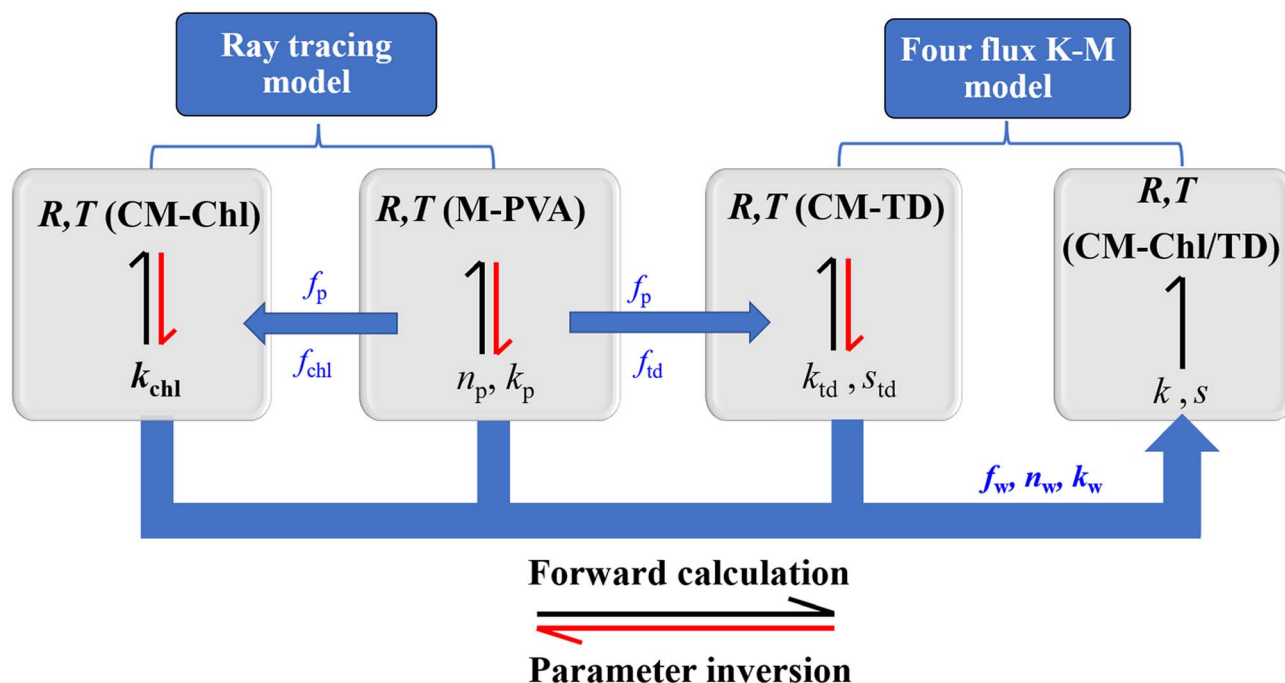 Ray tracing
model
Four flux K-M
model
R,T (CM-Chl)
k_chl
R,T (M-PVA)
n_p, k_p
f_p
f_chl
f_p
f_td
R,T (CM-TD)
k_td , s_td
R,T
(CM-Chl/TD)
k , s
f_w, n_w, k_w
Forward calculation
Parameter inversion